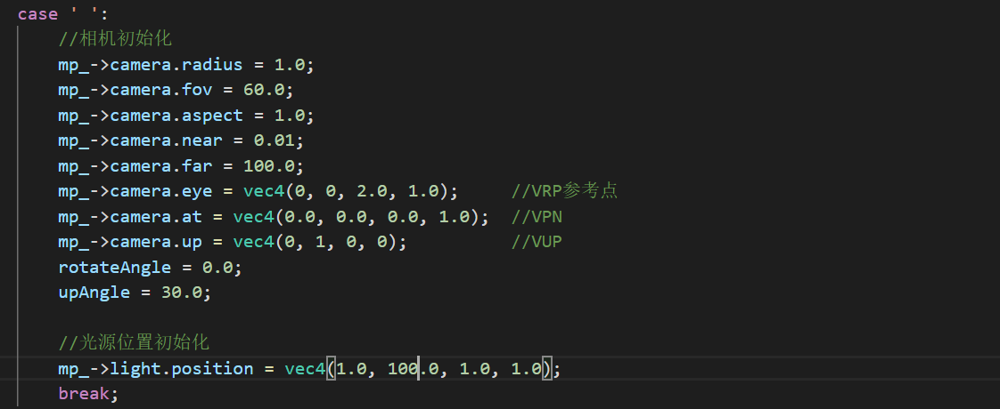 case ' ':
//相机初始化
mp_->camera.radius = 1.0;
mp_->camera.fov = 60.0;
mp_->camera.aspect = 1.0;
mp_->camera.near = 0.01;
mp_->camera.far = 100.0;
mp_->camera.eye = vec4(0, 0, 2.0, 1.0);     //VRP参考点
mp_->camera.at = vec4(0.0, 0.0, 0.0, 1.0);  //VPN
mp_->camera.up = vec4(0, 1, 0, 0);          //VUP
rotateAngle = 0.0;
upAngle = 30.0;
//光源位置初始化
mp_->light.position = vec4(1.0, 100.0, 1.0, 1.0);
break;